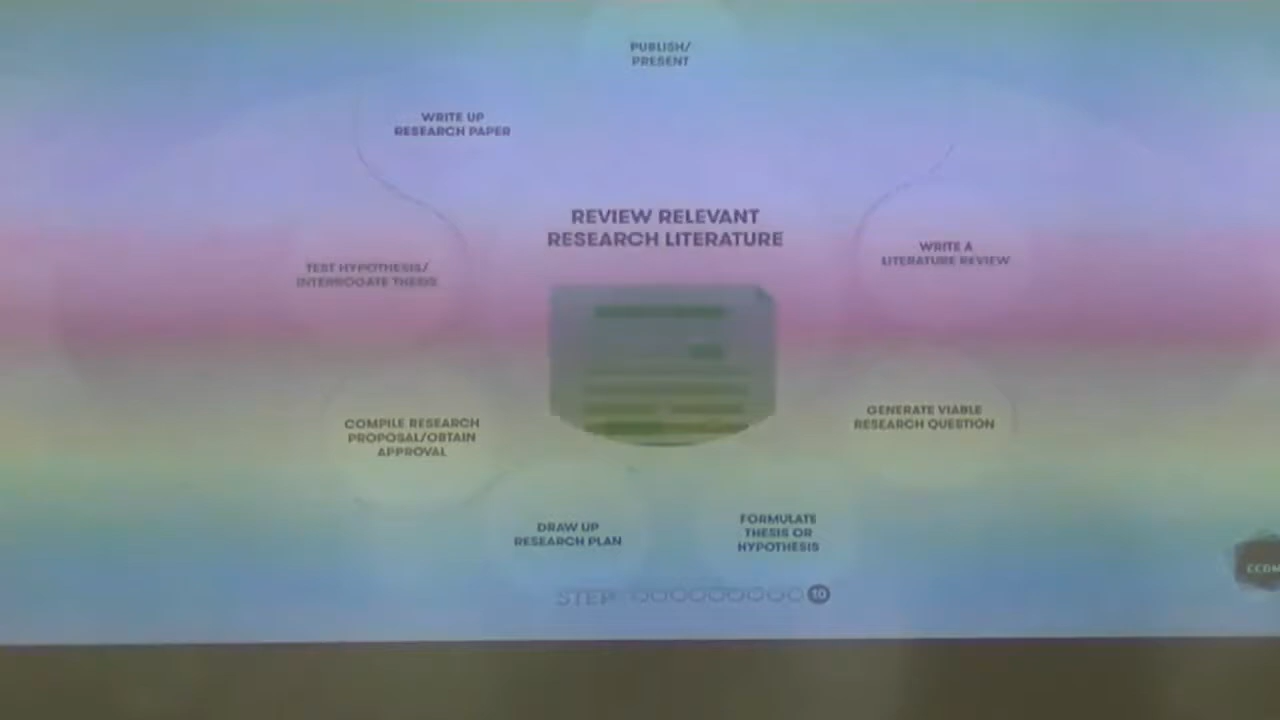 PUBLISH/
PRESENT
WRITE UP
RESEARCH PAPER
REVIEW RELEVANT
RESEARCH LITERATURE
WRITE A
LITERATURE REVIEW
TEST HYPOTHESIS/
INTERROGATE THESIS
GENERATE VIABLE
RESEARCH QUESTION
COMPILE RESEARCH
PROPOSAL/OBTAIN
APPROVAL
FORMULATE
THESIS OR
HYPOTHESIS
DRAW UP
RESEARCH PLAN
STEP 10